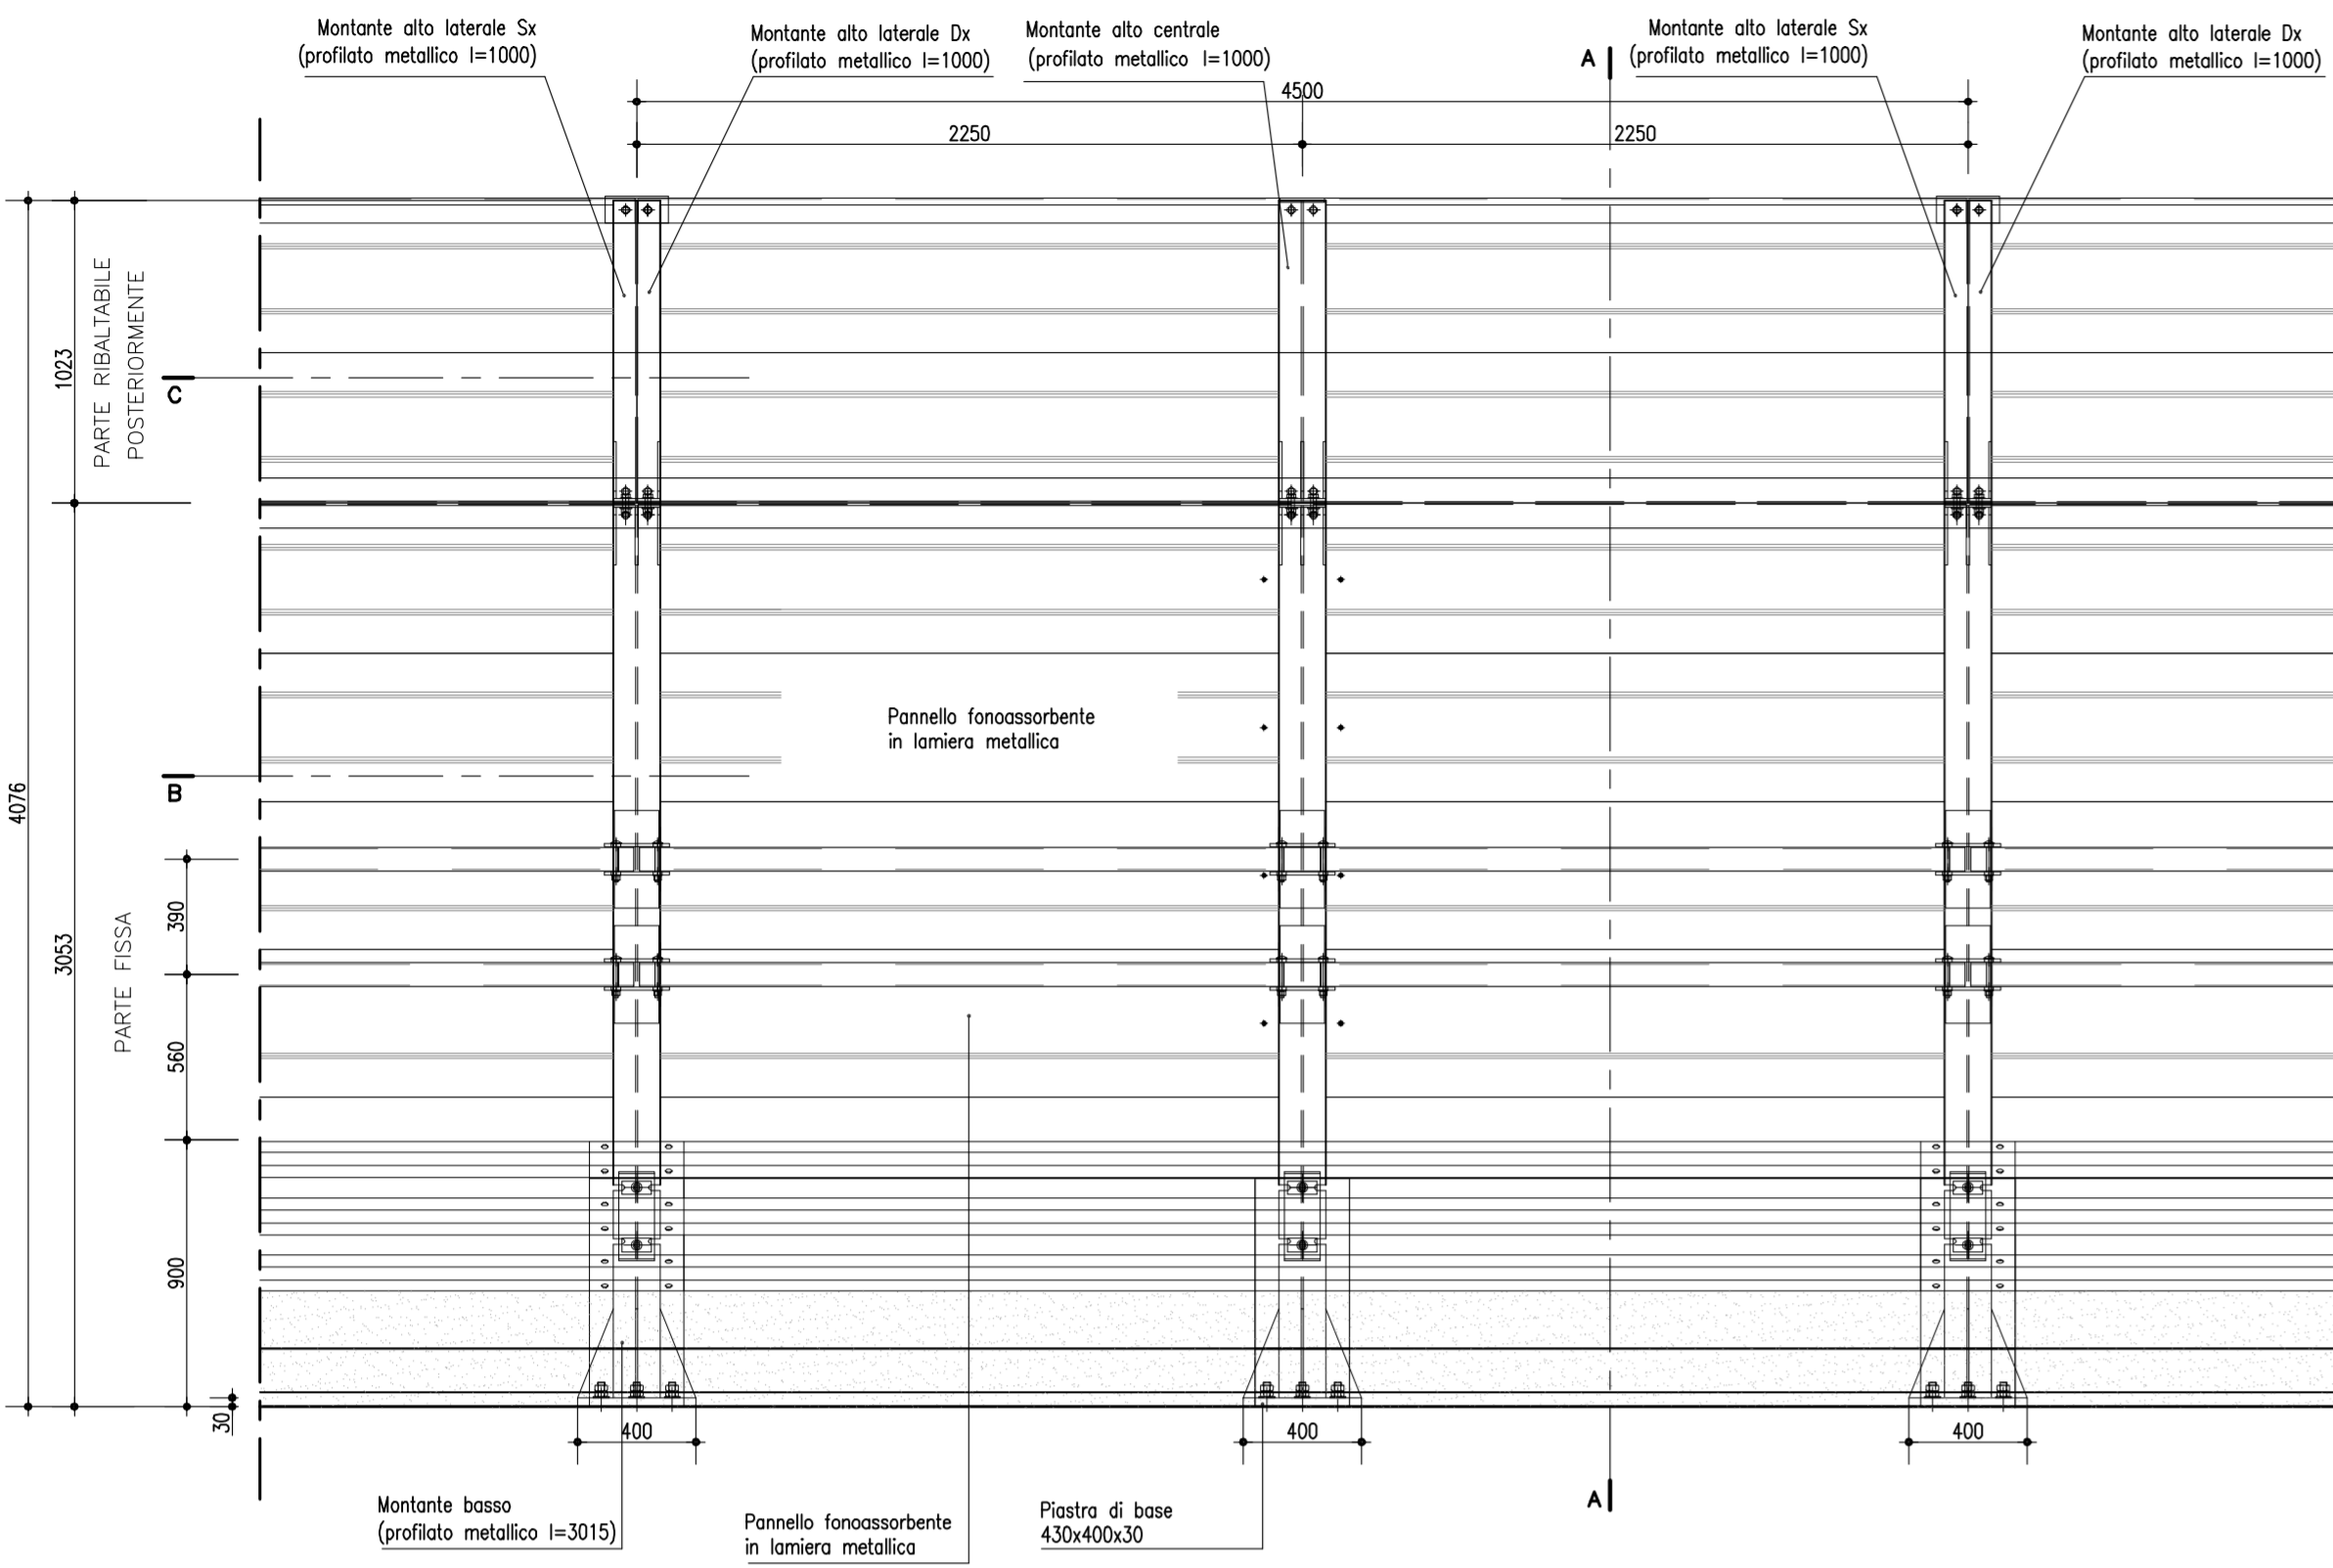 Montante alto laterale Sx
(profilato metallico l=1000)
Montante alto laterale Dx
(profilato metallico l=1000)
Montante alto centrale
(profilato metallico l=1000)
A
Montante alto laterale Sx
(profilato metallico l=1000)
Montante alto laterale Dx
(profilato metallico l=1000)
4500
2250
2250
1023
PARTE RIBALTABILE
POSTERIORMENTE
C
Pannello fonoassorbente
in lamiera metallica
B
4076
3053
PARTE FISSA
390
560
900
30
400
400
400
Montante basso
(profilato metallico l=3015)
Pannello fonoassorbente
in lamiera metallica
Piastra di base
430x400x30
A